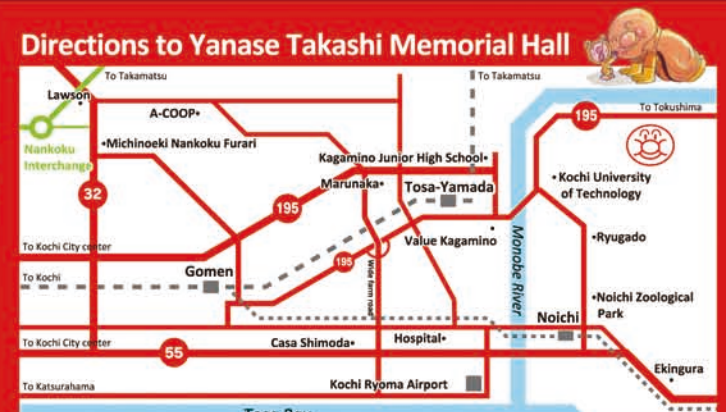 Directions to Yanase Takashi Memorial Hall
To Takamatsu
To Takamatsu
Lawson
To Tokushima
A-COOP
195
Michinoeki Nankoku Furari
Nankoku
Interchange
Kagamino Junior High School
Marunaka
Tosa-Yamada
Kochi University
of Technology
32
195
Value Kagamino
Ryugado
To Kochi City center
195
Monobe River
Wide farm road
To Kochi
Gomen
Noichi Zoological
Park
Noichi
To Kochi City center
55
Casa Shimoda
Hospital
Ekingura
To Katsurahama
Kochi Ryoma Airport